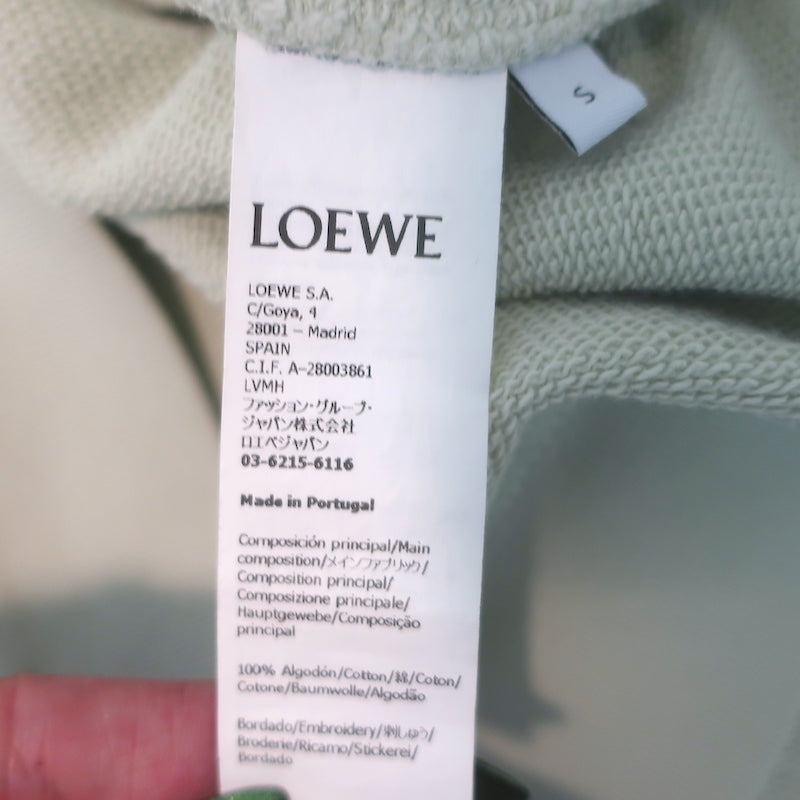 S
LOEWE
LOEWE S.A.
C/Goya, 4
28001 – Madrid
SPAIN
C.I.F. A-28003861
LVMH
ファッション・グループ・
ジャパン株式会社
ロエベジャパン
03-6215-6116
Made in Portugal
Composición principal/Main
composition/メインファブリック/
Composition principal/
Composizione principale/
Hauptgewebe/Composição
principal
100% Algodón/Cotton/綿/Coton/
Cotone/Baumwolle/Algodão
Bordado/Embroidery/刺しゅう/
Broderie/Ricamo/Stickerei/
Bordado